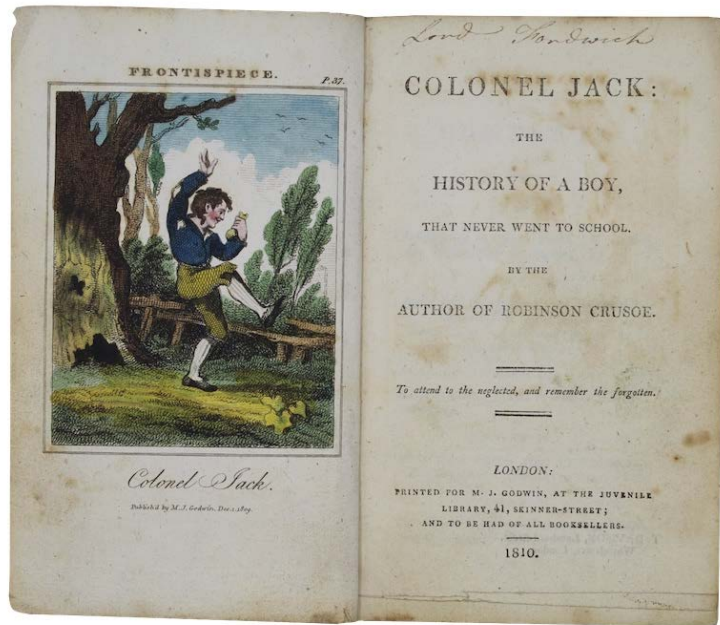 FRONTISPIECE.
P. 37.
Colonel Jack.
Publish'd by M. J. Godwin. Dec. 1. 1809.
Lord Sandwich
COLONEL JACK:
THE
HISTORY OF A BOY,
THAT NEVER WENT TO SCHOOL.
BY THE
AUTHOR OF ROBINSON CRUSOE.
To attend to the neglected, and remember the forgotten.
LONDON:
PRINTED FOR M. J. GODWIN, AT THE JUVENILE
LIBRARY, 41, SKINNER-STREET;
AND TO BE HAD OF ALL BOOKSELLERS.
1810.